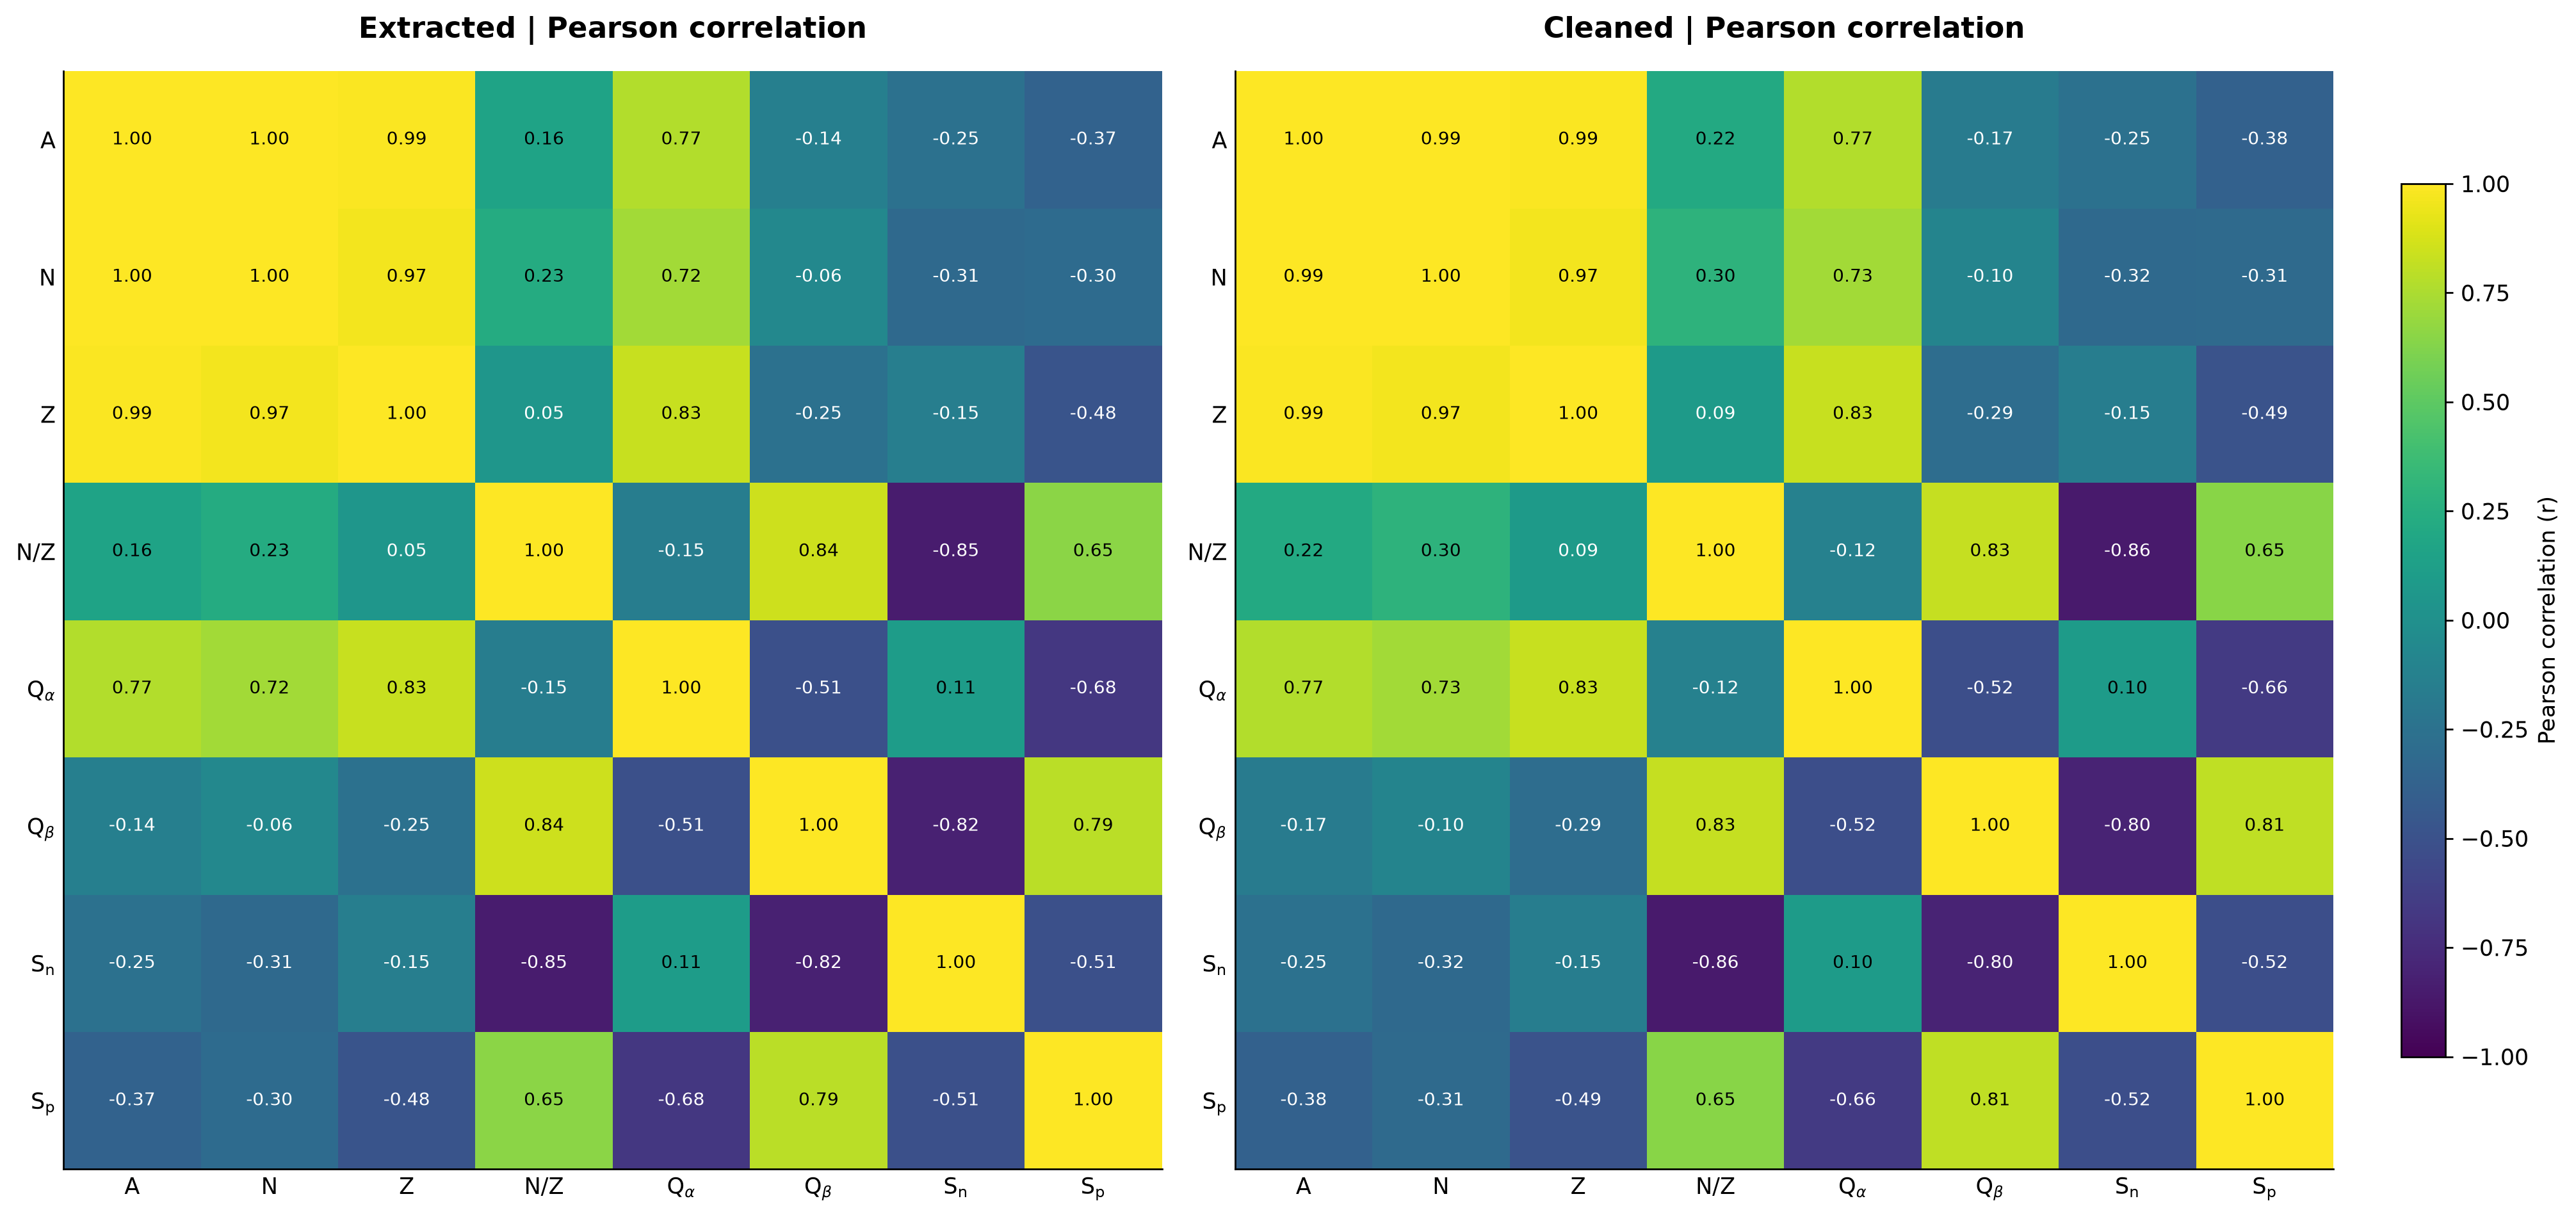 Extracted | Pearson correlation
A 1.00 1.00 0.99 0.16 0.77 -0.14 -0.25 -0.37
N 1.00 1.00 0.97 0.23 0.72 -0.06 -0.31 -0.30
Z 0.99 0.97 1.00 0.05 0.83 -0.25 -0.15 -0.48
N/Z 0.16 0.23 0.05 1.00 -0.15 0.84 -0.85 0.65
Qα 0.77 0.72 0.83 -0.15 1.00 -0.51 0.11 -0.68
Qβ -0.14 -0.06 -0.25 0.84 -0.51 1.00 -0.82 0.79
Sn -0.25 -0.31 -0.15 -0.85 0.11 -0.82 1.00 -0.51
Sp -0.37 -0.30 -0.48 0.65 -0.68 0.79 -0.51 1.00
A N Z N/Z Qα Qβ Sn Sp
Cleaned | Pearson correlation
A 1.00 0.99 0.99 0.22 0.77 -0.17 -0.25 -0.38
N 0.99 1.00 0.97 0.30 0.73 -0.10 -0.32 -0.31
Z 0.99 0.97 1.00 0.09 0.83 -0.29 -0.15 -0.49
N/Z 0.22 0.30 0.09 1.00 -0.12 0.83 -0.86 0.65
Qα 0.77 0.73 0.83 -0.12 1.00 -0.52 0.10 -0.66
Qβ -0.17 -0.10 -0.29 0.83 -0.52 1.00 -0.80 0.81
Sn -0.25 -0.32 -0.15 -0.86 0.10 -0.80 1.00 -0.52
Sp -0.38 -0.31 -0.49 0.65 -0.66 0.81 -0.52 1.00
A N Z N/Z Qα Qβ Sn Sp
1.00
0.75
0.50
0.25
0.00
−0.25
−0.50
−0.75
−1.00
Pearson correlation (r)